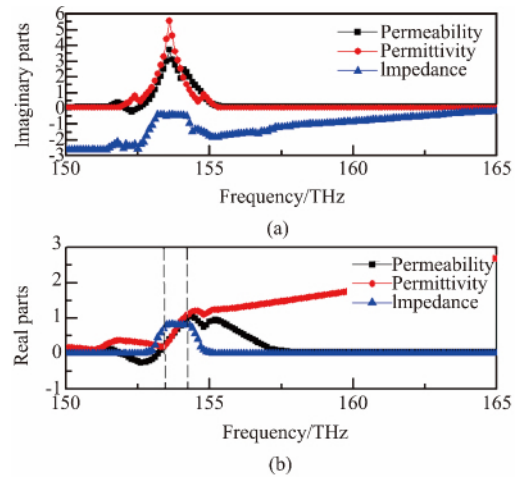 6
5
4
3
2
1
0
-1
-2
-3
Imaginary parts
Permeability
Permittivity
Impedance
150 155 160 165
Frequency/THz
(a)
3
2
1
0
-1
Real parts
Permeability
Permittivity
Impedance
150 155 160 165
Frequency/THz
(b)